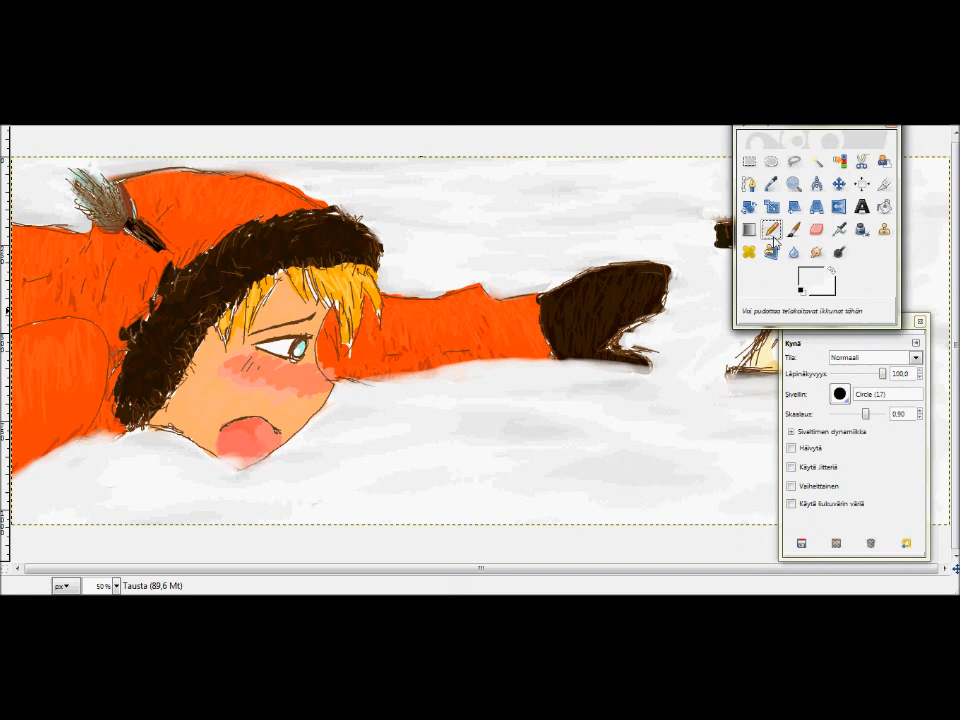 Voi pudottaa telakoitavat ikkunat tähän
Kynä
Tila: Normaali
Läpinäkyvyys: 100,0
Sivellin: Circle (17)
Skaalaus: 0,90
Siveltimen dynamiikka
Häivytä
Käytä Jitteriä
Vaiheittainen
Käytä liukuvärin väriä
px 50% Tausta (89,6 Mt)